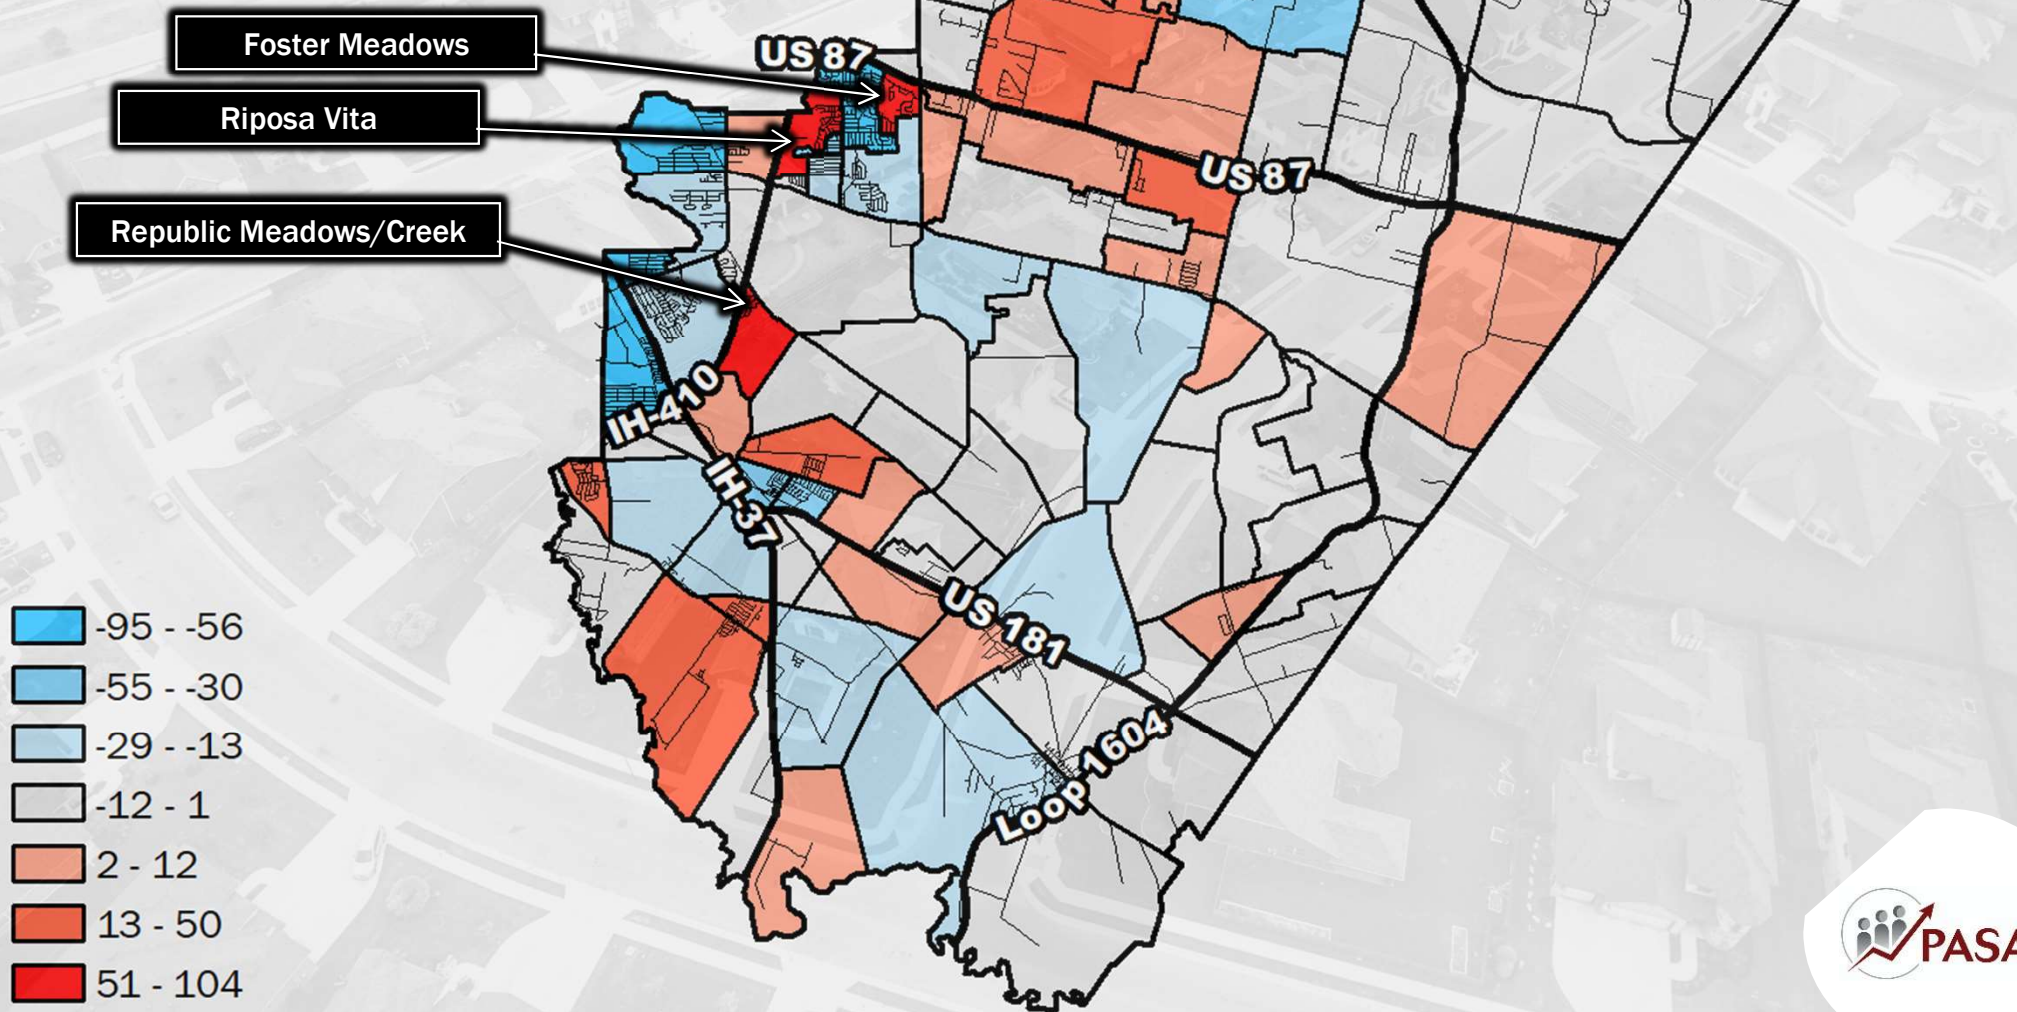 Foster Meadows
US 87
Riposa Vita
US 87
Republic Meadows/Creek
IH-410
IH-37
US 181
-95 - -56
-55 - -30
-29 - -13
Loop 1604
-12 - 1
2 - 12
13 - 50
51 - 104
PASA